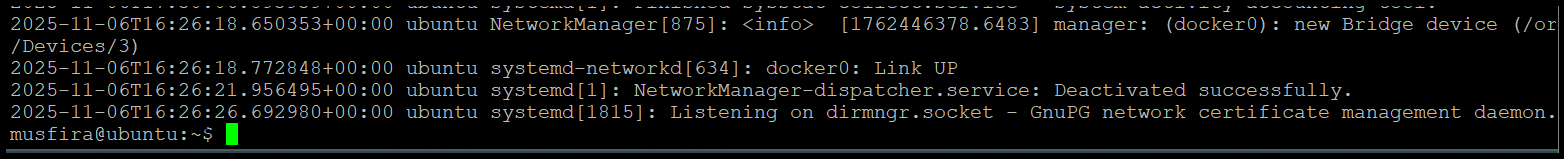 2025-11-06T16:26:18.650353+00:00 ubuntu NetworkManager[875]: <info>  [1762446378.6483] manager: (docker0): new Bridge device (/or
/Devices/3)
2025-11-06T16:26:18.772848+00:00 ubuntu systemd-networkd[634]: docker0: Link UP
2025-11-06T16:26:21.956495+00:00 ubuntu systemd[1]: NetworkManager-dispatcher.service: Deactivated successfully.
2025-11-06T16:26:26.692980+00:00 ubuntu systemd[1815]: Listening on dirmngr.socket - GnuPG network certificate management daemon.
musfira@ubuntu:~$